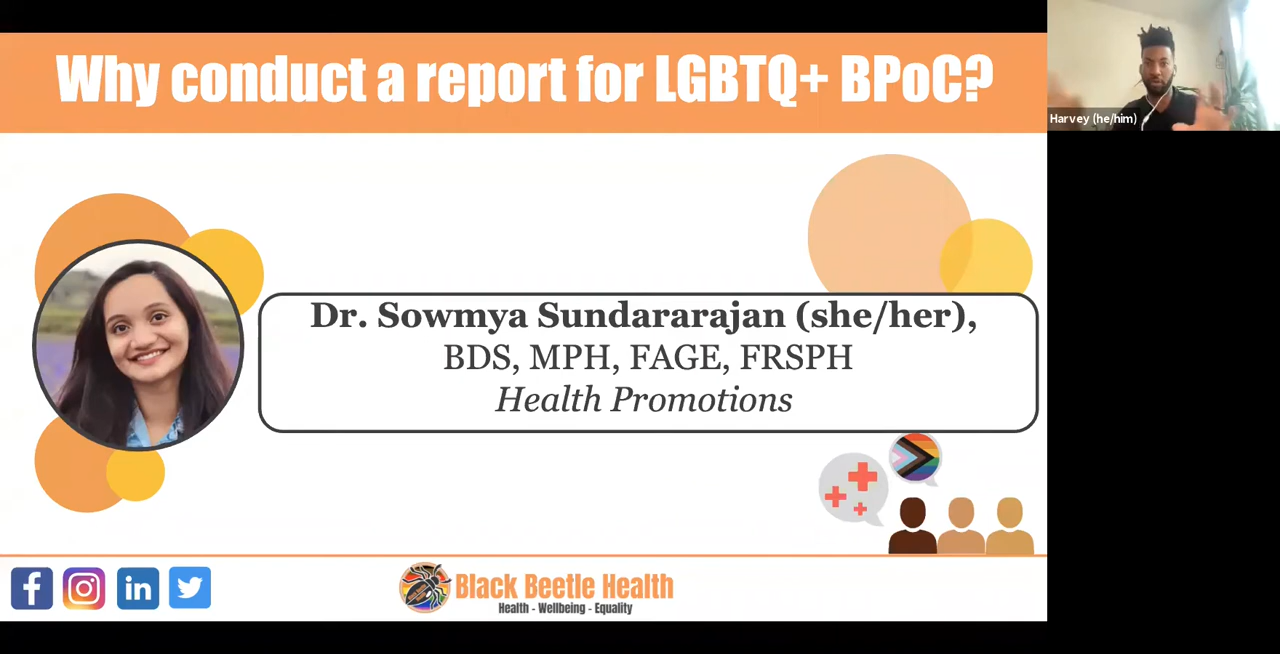 Why conduct a report for LGBTQ+ BPoC?
Harvey (he/him)
Dr. Sowmya Sundararajan (she/her),
BDS, MPH, FAGE, FRSPH
Health Promotions
Black Beetle Health
Health - Wellbeing - Equality